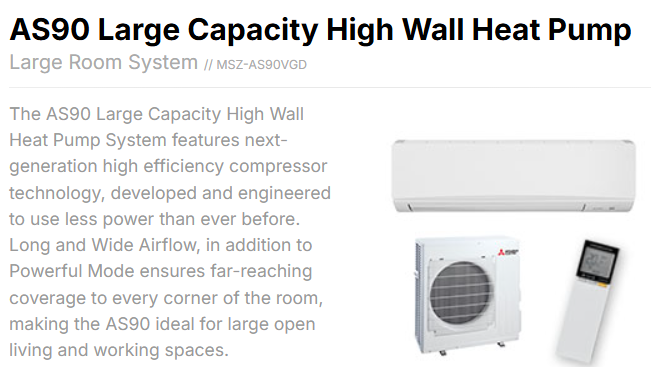 AS90 Large Capacity High Wall Heat Pump
Large Room System // MSZ-AS90VGD
The AS90 Large Capacity High Wall
Heat Pump System features next-
generation high efficiency compressor
technology, developed and engineered
to use less power than ever before.
Long and Wide Airflow, in addition to
Powerful Mode ensures far-reaching
coverage to every corner of the room,
making the AS90 ideal for large open
living and working spaces.